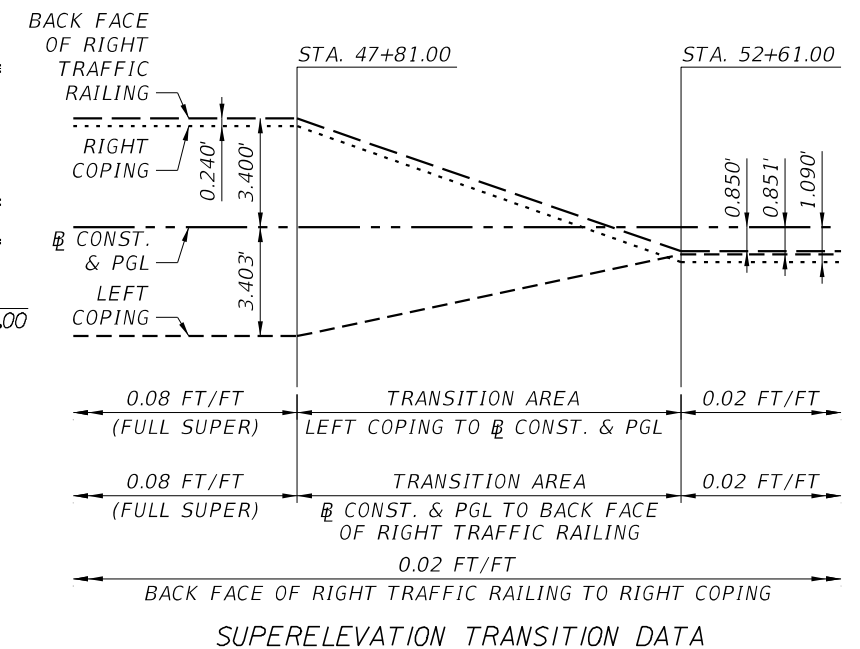 BACK FACE
OF RIGHT
TRAFFIC
RAILING
STA. 47+81.00
STA. 52+61.00
RIGHT
COPING
0.240'
3.400'
0.850'
0.851'
1.090'
BL CONST.
& PGL
3.403'
LEFT
COPING
.00
0.08 FT/FT
TRANSITION AREA
0.02 FT/FT
(FULL SUPER)
LEFT COPING TO BL CONST. & PGL
0.08 FT/FT
TRANSITION AREA
0.02 FT/FT
(FULL SUPER)
BL CONST. & PGL TO BACK FACE
OF RIGHT TRAFFIC RAILING
0.02 FT/FT
BACK FACE OF RIGHT TRAFFIC RAILING TO RIGHT COPING
SUPERELEVATION TRANSITION DATA